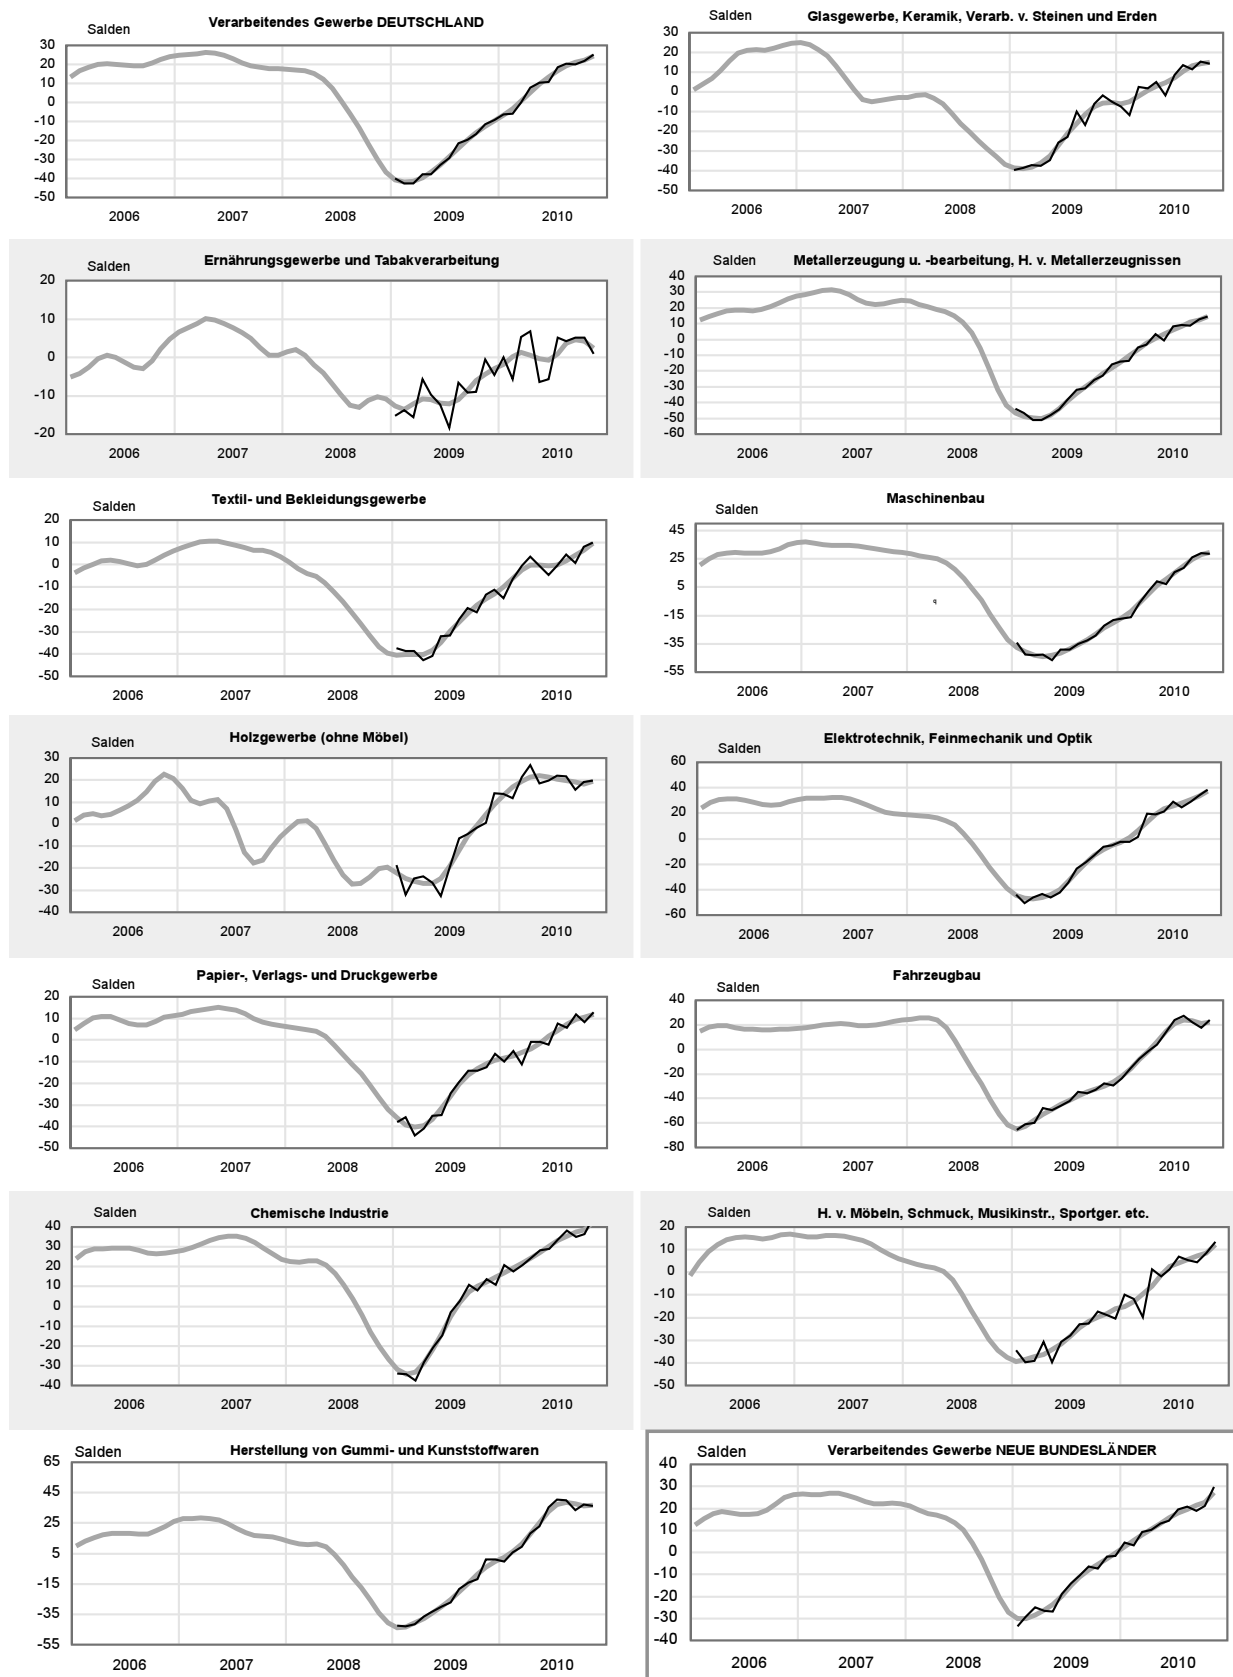 Verarbeitendes Gewerbe DEUTSCHLAND
Salden
30
20
10
0
-10
-20
-30
-40
-50
2006 2007 2008 2009 2010
Glasgewerbe, Keramik, Verarb. v. Steinen und Erden
Salden
30
20
10
0
-10
-20
-30
-40
-50
2006 2007 2008 2009 2010
Ernährungsgewerbe und Tabakverarbeitung
Salden
20
10
0
-10
-20
2006 2007 2008 2009 2010
Metallerzeugung u. -bearbeitung, H. v. Metallerzeugnissen
Salden
40
30
20
10
0
-10
-20
-30
-40
-50
-60
2006 2007 2008 2009 2010
Textil- und Bekleidungsgewerbe
Salden
20
10
0
-10
-20
-30
-40
-50
2006 2007 2008 2009 2010
Maschinenbau
Salden
45
25
5
-15
-35
-55
2006 2007 2008 2009 2010
Holzgewerbe (ohne Möbel)
Salden
30
20
10
0
-10
-20
-30
-40
2006 2007 2008 2009 2010
Elektrotechnik, Feinmechanik und Optik
Salden
60
40
20
0
-20
-40
-60
2006 2007 2008 2009 2010
Papier-, Verlags- und Druckgewerbe
Salden
20
10
0
-10
-20
-30
-40
-50
2006 2007 2008 2009 2010
Fahrzeugbau
Salden
40
20
0
-20
-40
-60
-80
2006 2007 2008 2009 2010
Chemische Industrie
Salden
40
30
20
10
0
-10
-20
-30
-40
2006 2007 2008 2009 2010
H. v. Möbeln, Schmuck, Musikinstr., Sportger. etc.
Salden
20
10
0
-10
-20
-30
-40
-50
2006 2007 2008 2009 2010
Herstellung von Gummi- und Kunststoffwaren
Salden
65
45
25
5
-15
-35
-55
2006 2007 2008 2009 2010
Verarbeitendes Gewerbe NEUE BUNDESLÄNDER
Salden
40
30
20
10
0
-10
-20
-30
-40
2006 2007 2008 2009 2010